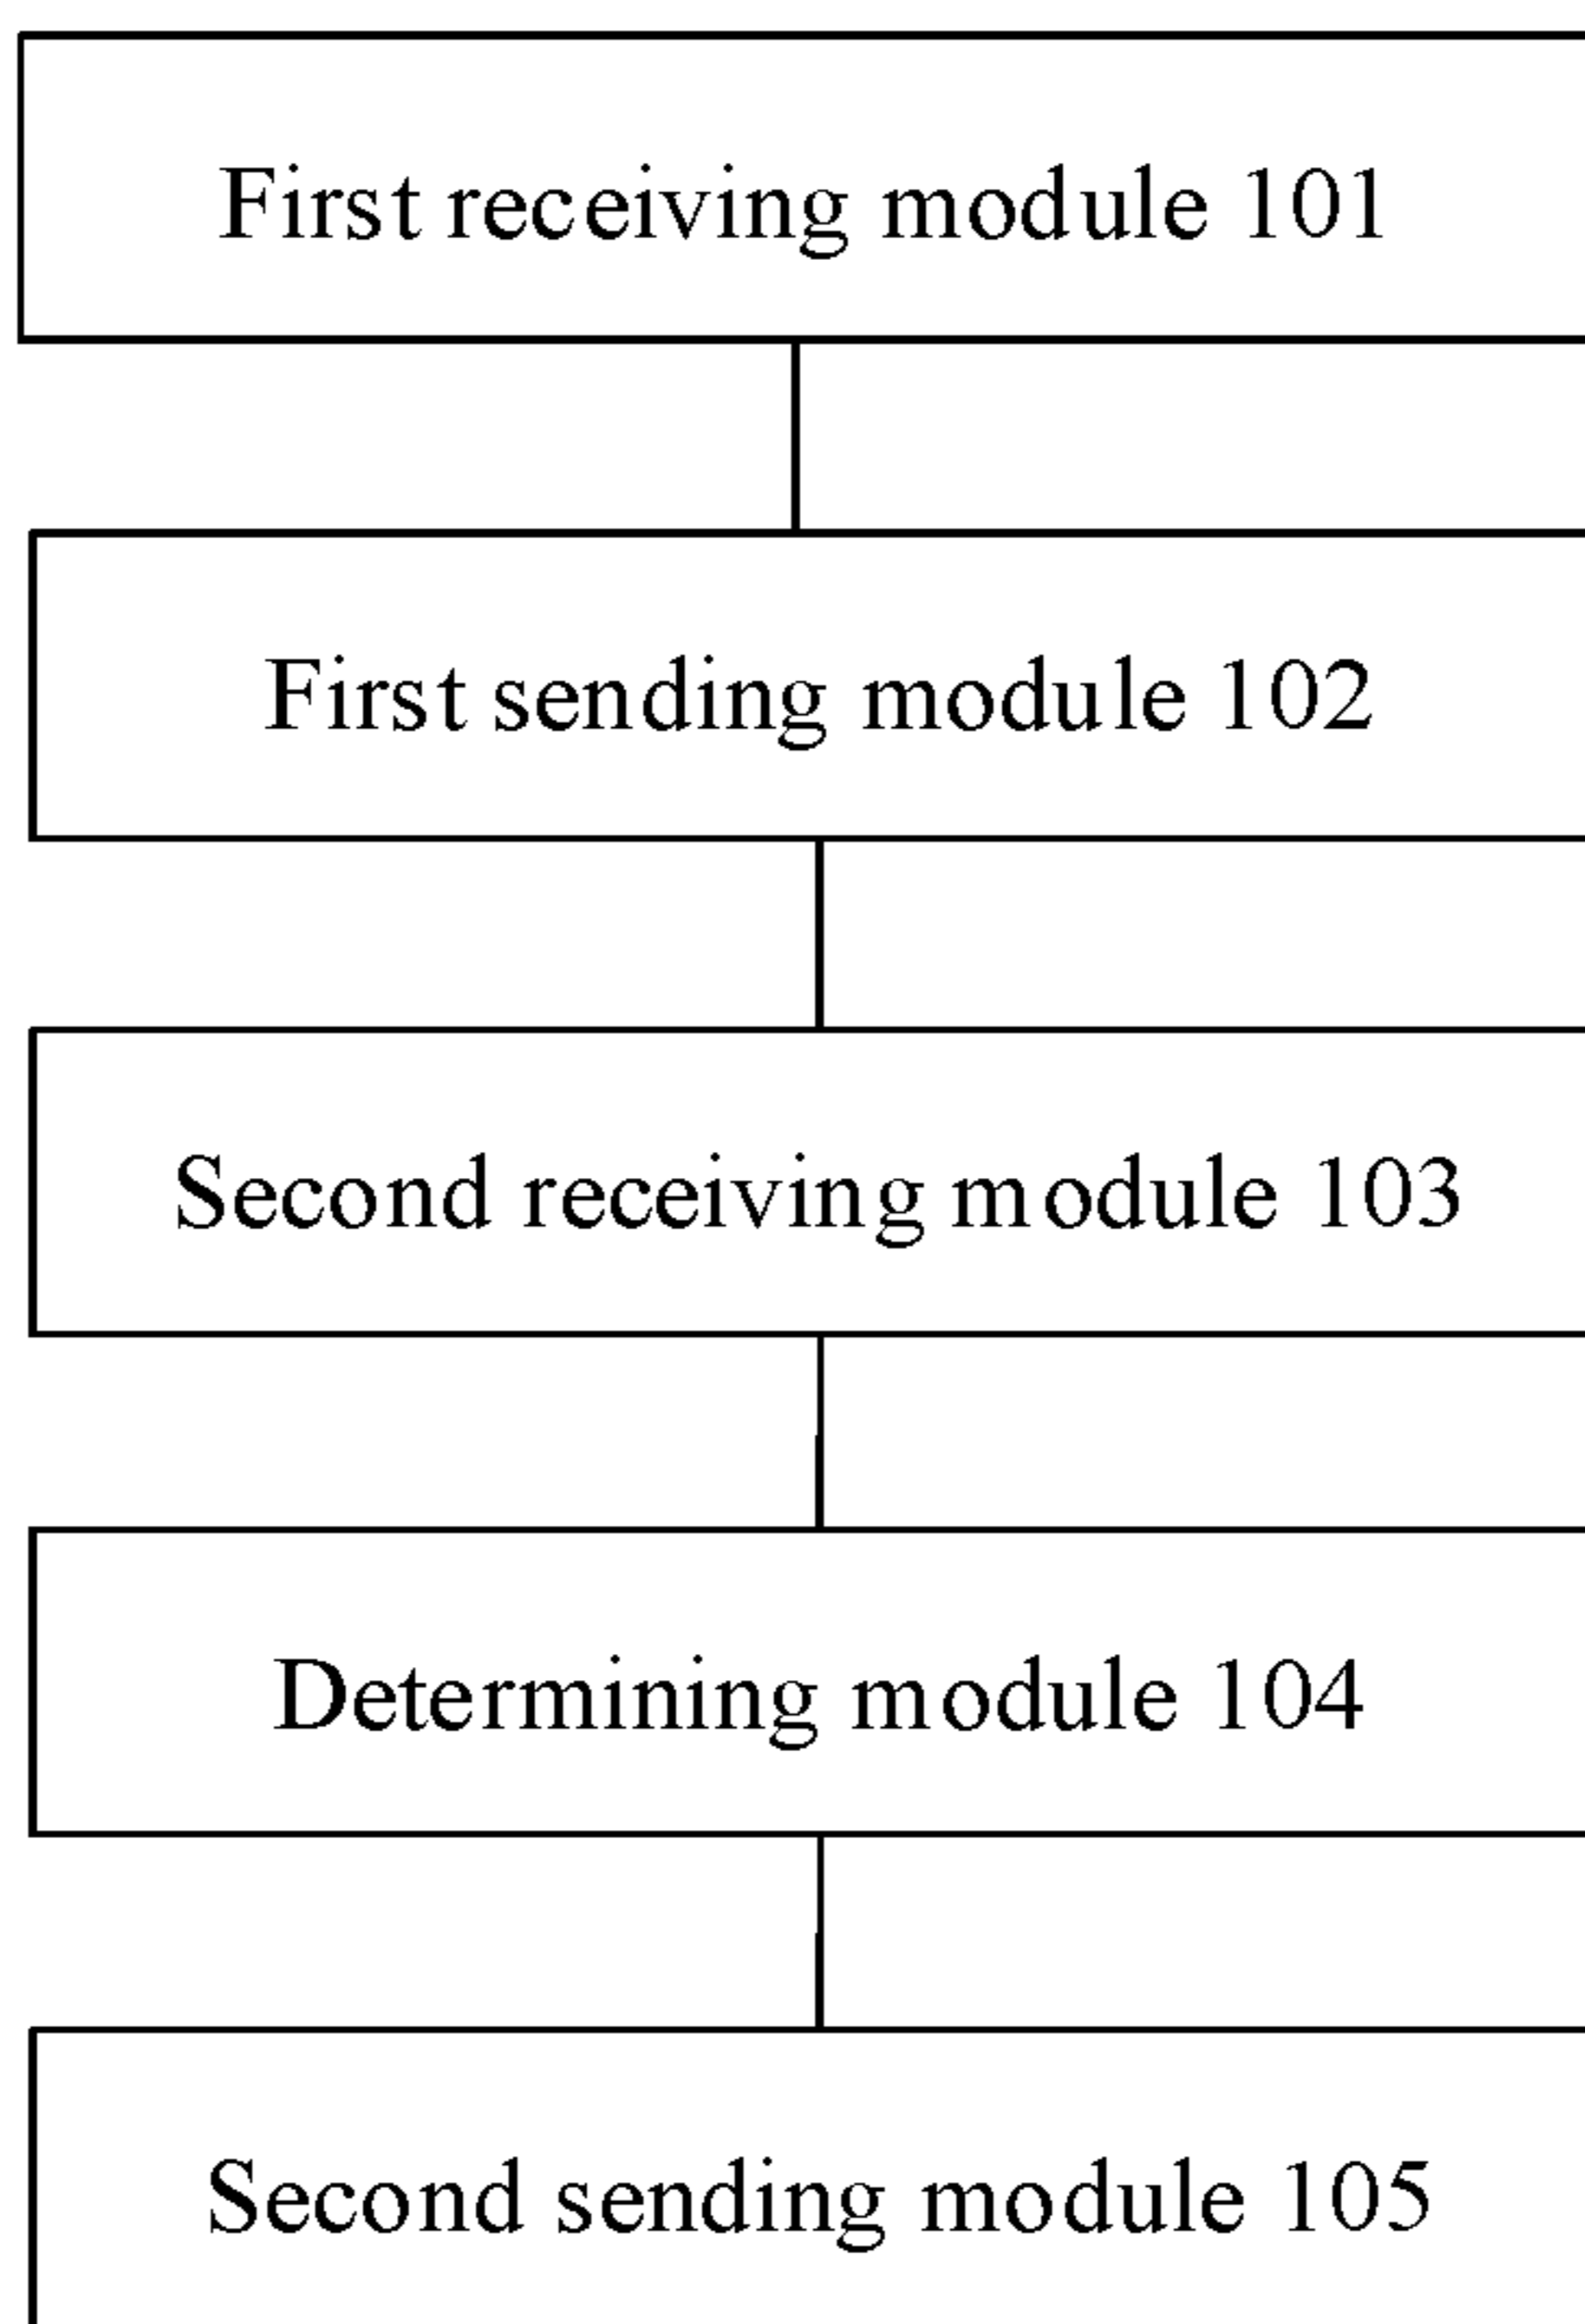 First receiving module 101
First sending module 102
Second receiving module 103
Determining module 104
Second sending module 105